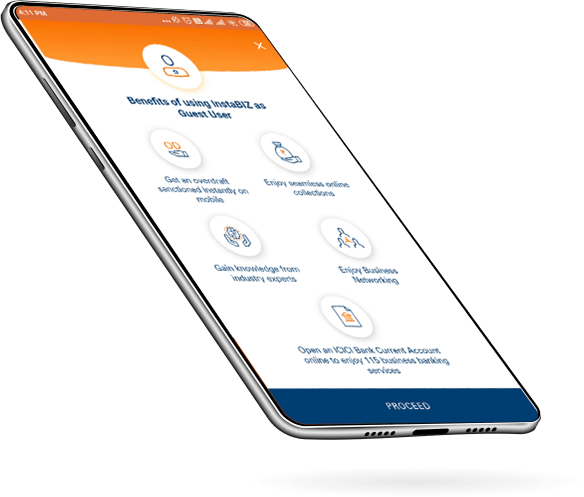 4:11 PM
Benefits of using InstaBIZ as
Guest User
OD
Get an overdraft
sanctioned instantly on
mobile
Enjoy seamless online
collections
Gain knowledge from
industry experts
Enjoy Business
Networking
Open an ICICI Bank Current Account
online to enjoy 115 business banking
services
PROCEED